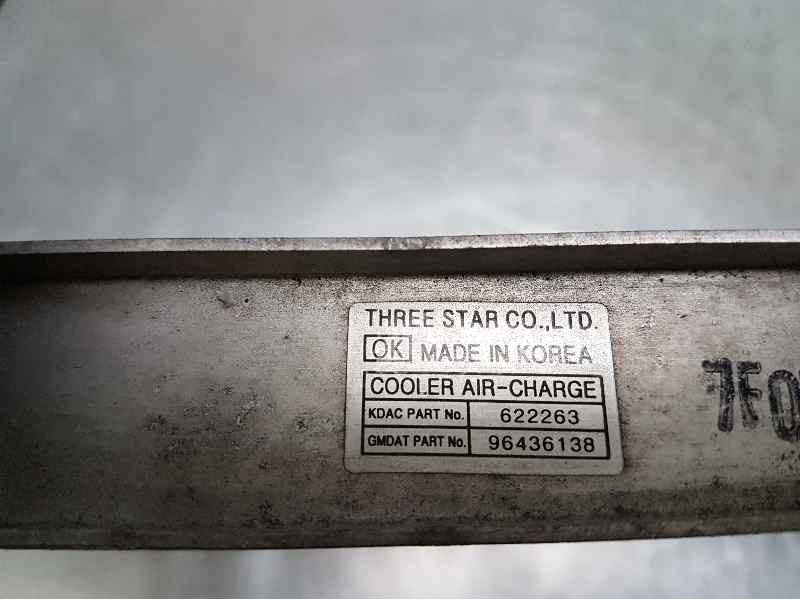 THREE STAR CO.,LTD.
OK MADE IN KOREA
COOLER AIR-CHARGE
KDAC PART No. 622263
GMDAT PART No. 96436138